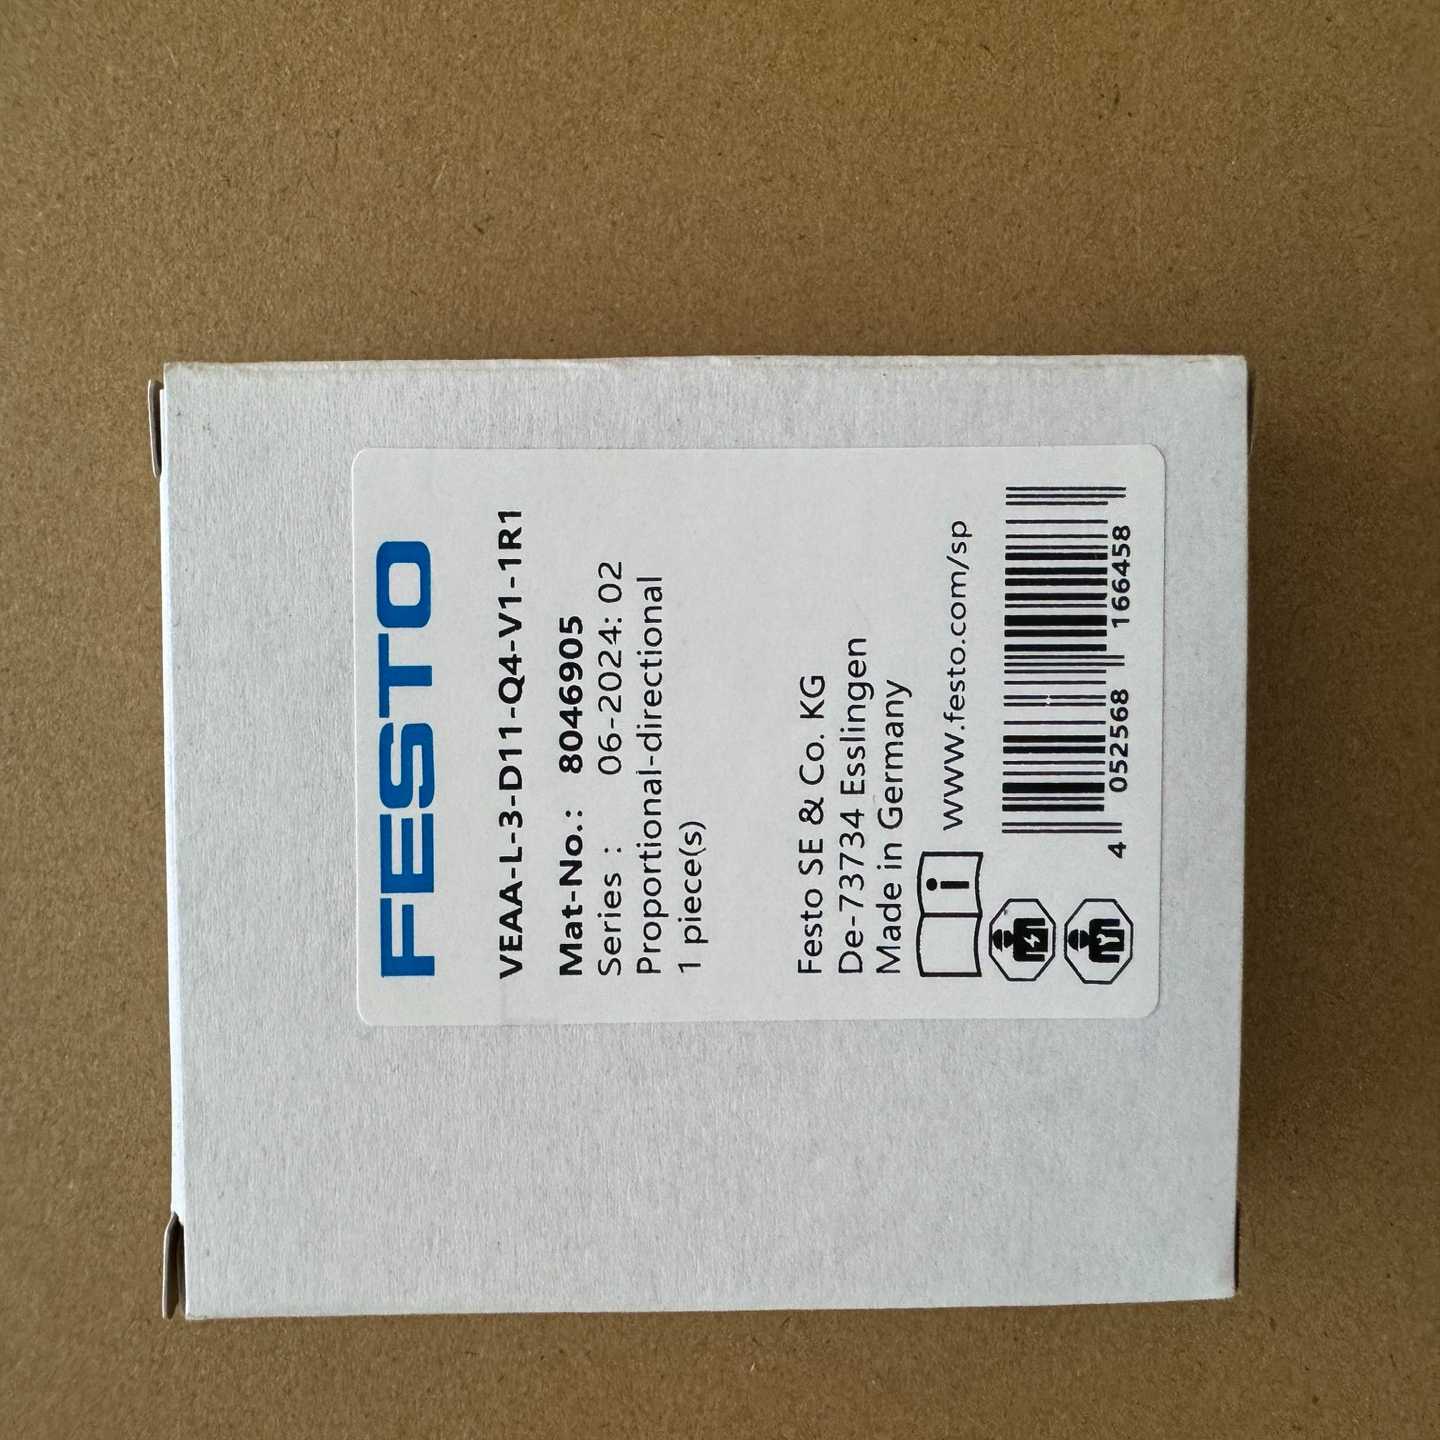 FESTO
VEAA-L-3-D11-Q4-V1-1R1
Mat-No.: 8046905
Series : 06-2024: 02
Proportional-directional
1 piece(s)
Festo SE & Co. KG
De-73734 Esslingen
Made in Germany
i www.festo.com/sp
4 052568 166458